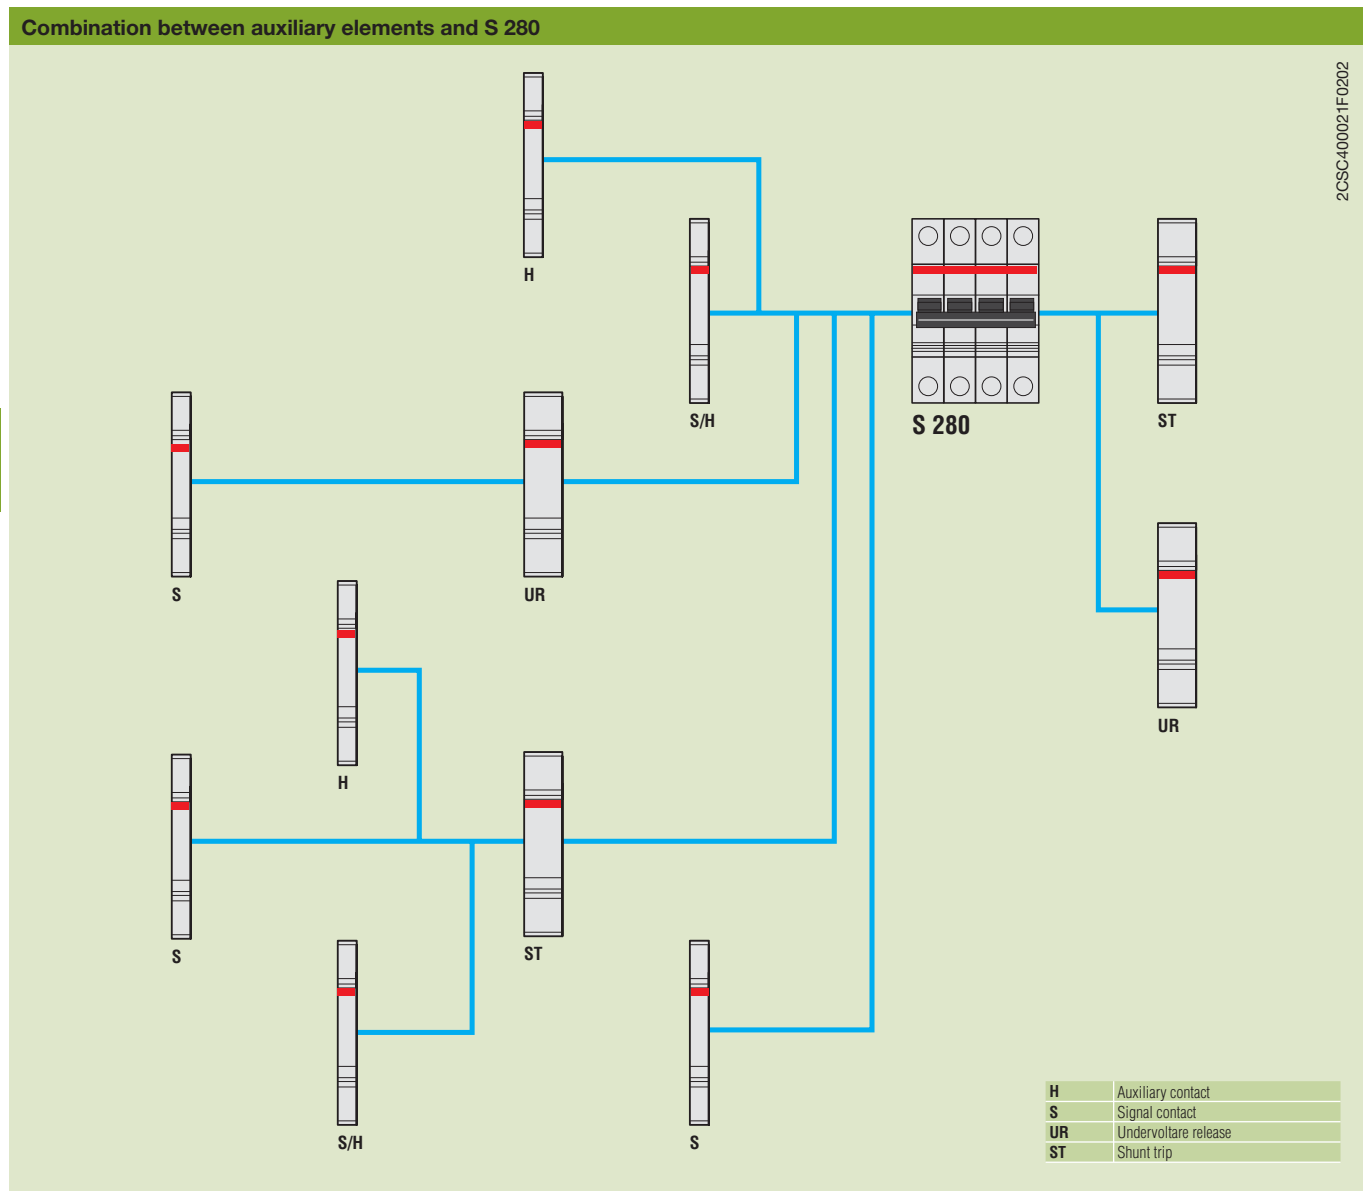 Combination between auxiliary elements and S 280
2CSC400021F0202
H
S/H
S 280
ST
S
UR
H
UR
S
ST
S/H
S
H Auxiliary contact
S Signal contact
UR Undervoltare release
ST Shunt trip